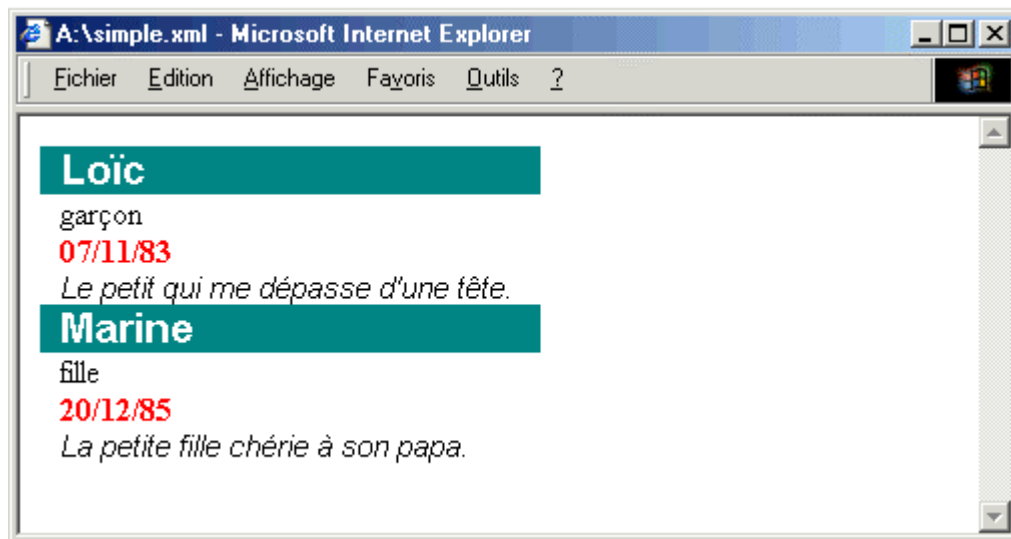 A:\simple.xml - Microsoft Internet Explorer
Fichier Edition Affichage Favoris Outils ?
Loïc
garçon
07/11/83
Le petit qui me dépasse d'une tête.
Marine
fille
20/12/85
La petite fille chérie à son papa.